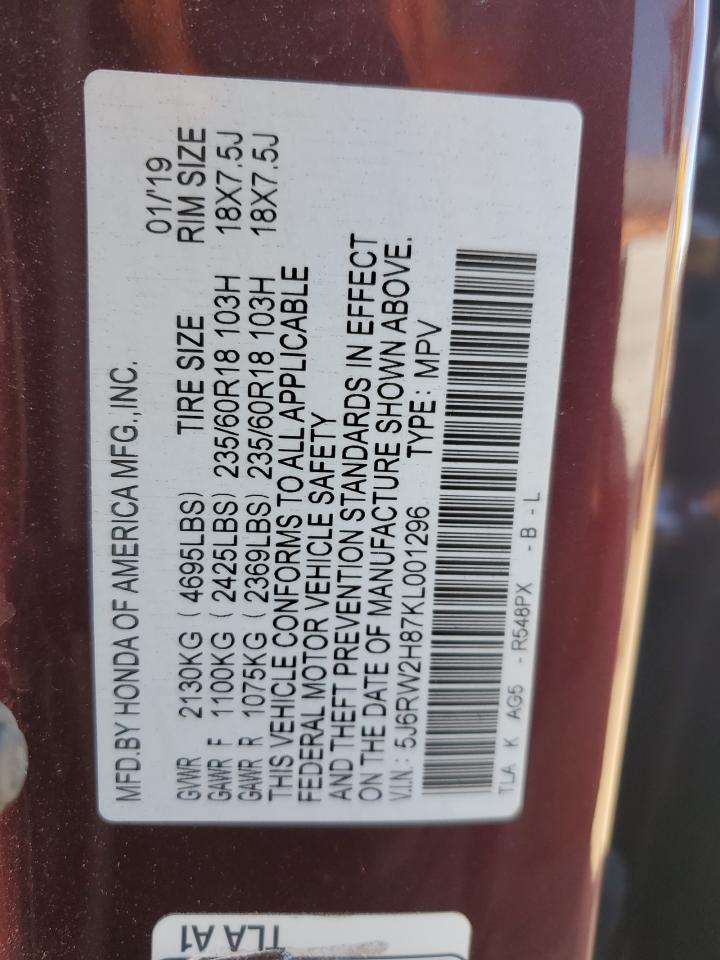 MFD.BY HONDA OF AMERICA MFG.,INC. 01/'19
GVWR 2130KG ( 4695LBS) TIRE SIZE RIM SIZE
GAWR F 1100KG ( 2425LBS) 235/60R18 103H 18X7.5J
GAWR R 1075KG ( 2369LBS) 235/60R18 103H 18X7.5J
THIS VEHICLE CONFORMS TO ALL APPLICABLE
FEDERAL MOTOR VEHICLE SAFETY
AND THEFT PREVENTION STANDARDS IN EFFECT
ON THE DATE OF MANUFACTURE SHOWN ABOVE.
V.I.N.: 5J6RW2H87KL001296 TYPE: MPV
TLA K AG5 - R548PX - B - L
TLA A1